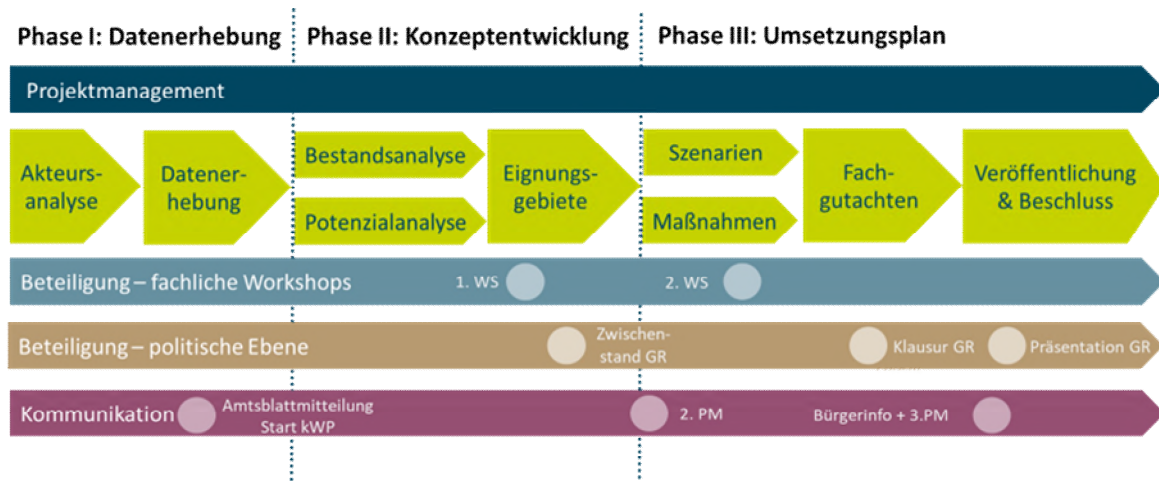 Phase I: Datenerhebung
Phase II: Konzeptentwicklung
Phase III: Umsetzungsplan
Projektmanagement
Akteurs-
analyse
Datener-
hebung
Bestandsanalyse
Potenzialanalyse
Eignungs-
gebiete
Szenarien
Maßnahmen
Fach-
gutachten
Veröffentlichung
& Beschluss
Beteiligung – fachliche Workshops
1. WS
2. WS
Beteiligung – politische Ebene
Zwischen-
stand GR
Klausur GR
Präsentation GR
Kommunikation
Amtsblattmitteilung
Start kWP
2. PM
Bürgerinfo + 3.PM